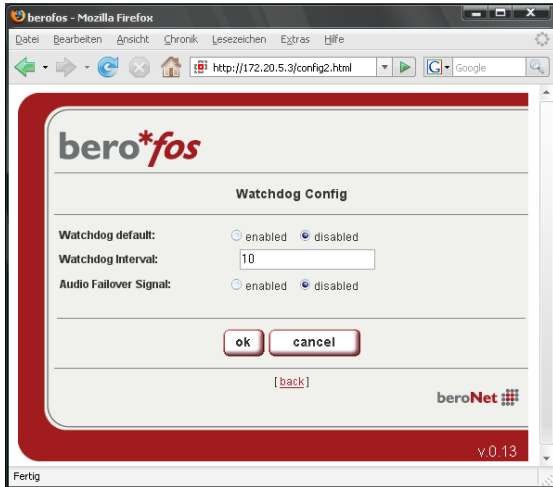 berofos - Mozilla Firefox
Datei Bearbeiten Ansicht Chronik Lesezeichen Extras Hilfe
http://172.20.5.3/config2.html G Google
bero*fos
Watchdog Config
Watchdog default: enabled disabled
Watchdog Interval: 10
Audio Failover Signal: enabled disabled
ok cancel
[back]
beroNet
v.0.13
Fertig